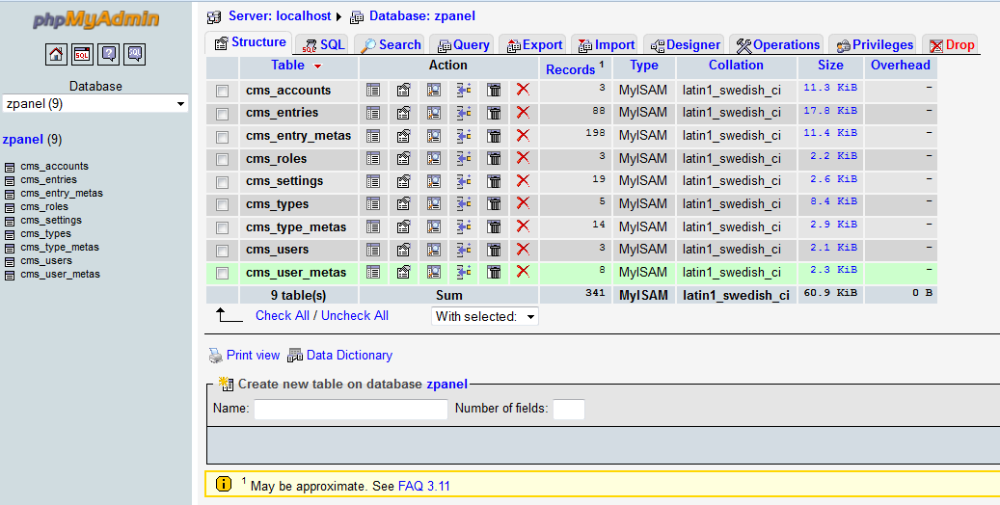 phpMyAdmin
SQL
Database
zpanel (9)
zpanel (9)
cms_accounts
cms_entries
cms_entry_metas
cms_roles
cms_settings
cms_types
cms_type_metas
cms_users
cms_user_metas
Server: localhost Database: zpanel
Structure SQL Search Query Export Import Designer Operations Privileges Drop
Table Action Records 1 Type Collation Size Overhead
cms_accounts 3 MyISAM latin1_swedish_ci 11.3 KiB -
cms_entries 88 MyISAM latin1_swedish_ci 17.8 KiB -
cms_entry_metas 198 MyISAM latin1_swedish_ci 11.4 KiB -
cms_roles 3 MyISAM latin1_swedish_ci 2.2 KiB -
cms_settings 19 MyISAM latin1_swedish_ci 2.6 KiB -
cms_types 5 MyISAM latin1_swedish_ci 8.4 KiB -
cms_type_metas 14 MyISAM latin1_swedish_ci 2.9 KiB -
cms_users 3 MyISAM latin1_swedish_ci 2.1 KiB -
cms_user_metas 8 MyISAM latin1_swedish_ci 2.3 KiB -
9 table(s) Sum 341 MyISAM latin1_swedish_ci 60.9 KiB 0 B
Check All / Uncheck All With selected:
Print view Data Dictionary
Create new table on database zpanel
Name: Number of fields:
1 May be approximate. See FAQ 3.11